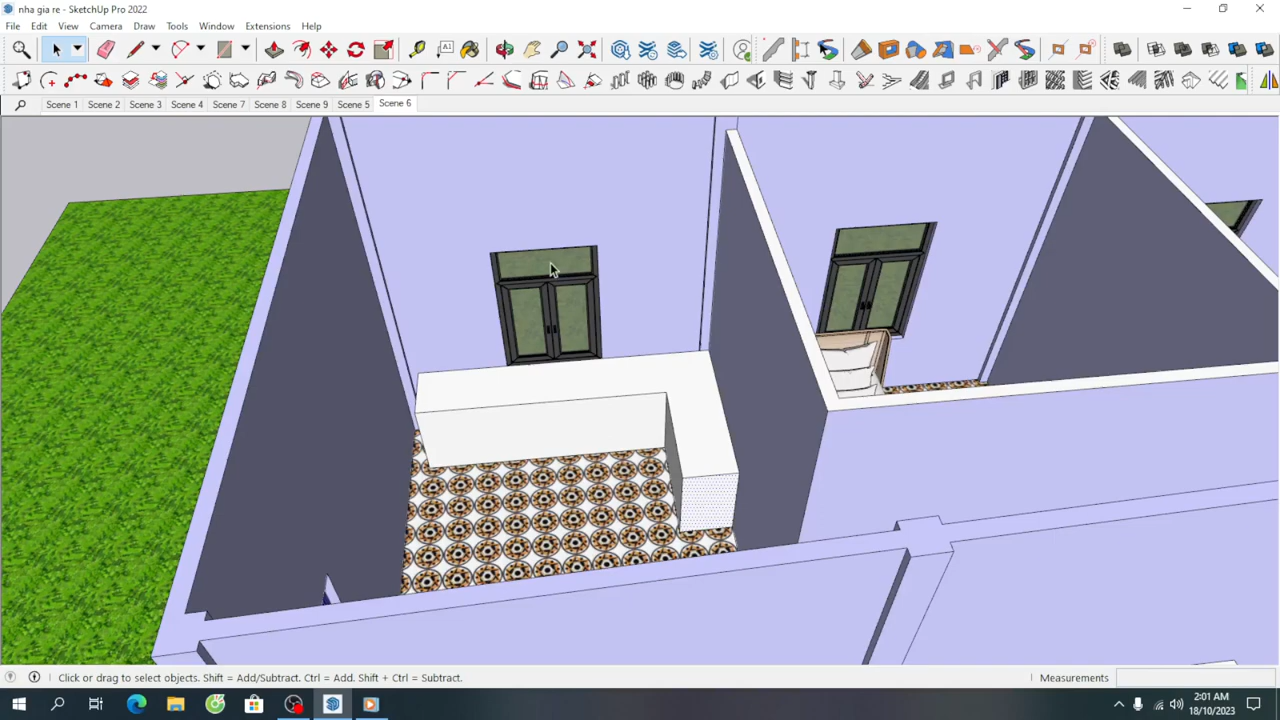 nha gia re - SketchUp Pro 2022
File Edit View Camera Draw Tools Window Extensions Help
Scene 1 Scene 2 Scene 3 Scene 4 Scene 7 Scene 8 Scene 9 Scene 5 Scene 6
Click or drag to select objects. Shift = Add/Subtract. Ctrl = Add. Shift + Ctrl = Subtract.
Measurements
2:01 AM
18/10/2023